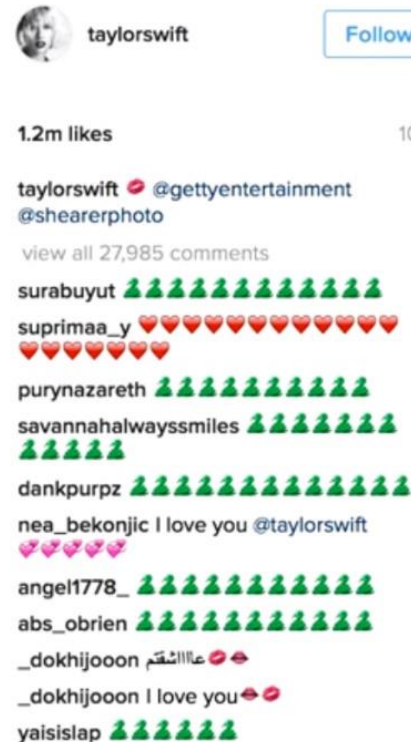 taylorswift
Follow
1.2m likes
taylorswift 💋 @gettyentertainment
@shearerphoto
view all 27,985 comments
surabuyut 🐍🐍🐍🐍🐍🐍🐍🐍🐍🐍🐍🐍
suprimaa_y ❤️❤️❤️❤️❤️❤️❤️❤️❤️❤️❤️❤️
❤️❤️❤️❤️❤️❤️❤️
purynazareth 🐍🐍🐍🐍🐍🐍🐍🐍🐍🐍
savannahalwayssmiles 🐍🐍🐍🐍🐍🐍🐍
🐍🐍🐍🐍🐍
dankpurpz 🐍🐍🐍🐍🐍🐍🐍🐍🐍🐍🐍🐍🐍
nea_bekonjic I love you @taylorswift
💞💞💞💞💞
angel1778_ 🐍🐍🐍🐍🐍🐍🐍🐍🐍🐍🐍
abs_obrien 🐍🐍🐍🐍🐍🐍🐍🐍🐍🐍🐍
_dokhijooon 💋👄
_dokhijooon I love you👄💋
yaisislap 🐍🐍🐍🐍🐍🐍